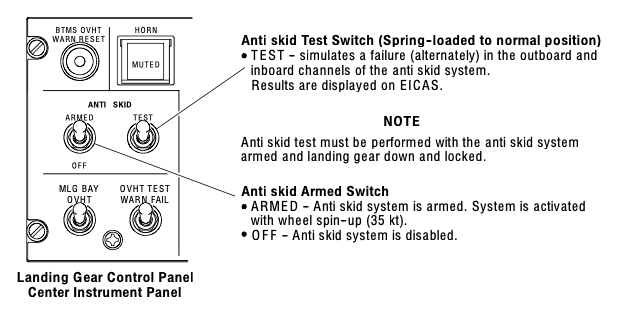 BTMS OVHT
WARN RESET
HORN
MUTED
ANTI SKID
ARMED
TEST
OFF
MLG BAY
OVHT
OVHT TEST
WARN FAIL
Landing Gear Control Panel
Center Instrument Panel
Anti skid Test Switch (Spring-loaded to normal position)
• TEST - simulates a failure (alternately) in the outboard and
inboard channels of the anti skid system.
Results are displayed on EICAS.
NOTE
Anti skid test must be performed with the anti skid system
armed and landing gear down and locked.
Anti skid Armed Switch
• ARMED - Anti skid system is armed. System is activated
with wheel spin-up (35 kt).
• OFF - Anti skid system is disabled.